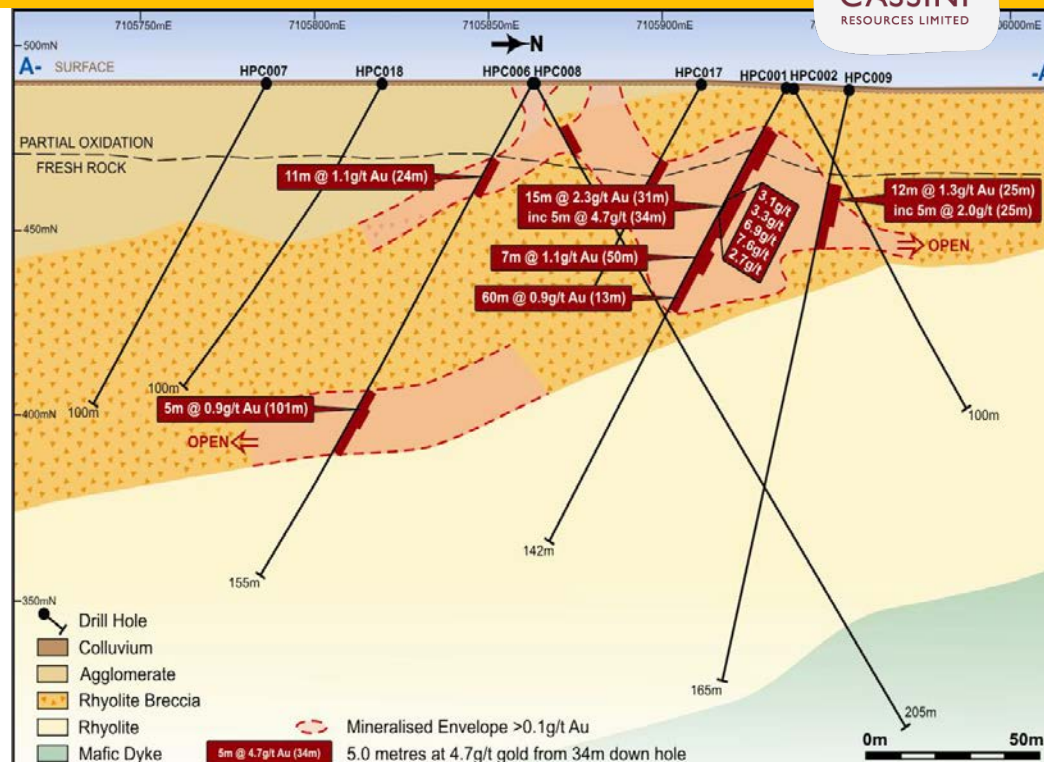 CASSINI
RESOURCES LIMITED
7105750mE
7105800mE
7105850mE
7105900mE
N
500mN
A-
SURFACE
HPC007
HPC018
HPC006
HPC008
HPC017
HPC001
HPC002
HPC009
PARTIAL OXIDATION
FRESH ROCK
11m @ 1.1g/t Au (24m)
15m @ 2.3g/t Au (31m)
inc 5m @ 4.7g/t (34m)
3.1g/t
3.3g/t
6.9g/t
7.6g/t
2.7g/t
12m @ 1.3g/t Au (25m)
inc 5m @ 2.0g/t (25m)
450mN
OPEN
7m @ 1.1g/t Au (50m)
60m @ 0.9g/t Au (13m)
100m
100m
5m @ 0.9g/t Au (101m)
400mN
100m
OPEN
142m
155m
350mN
165m
205m
Drill Hole
Colluvium
Agglomerate
Rhyolite Breccia
Rhyolite
Mineralised Envelope >0.1g/t Au
Mafic Dyke
5m @ 4.7g/t Au (34m)
5.0 metres at 4.7g/t gold from 34m down hole
0m
50m